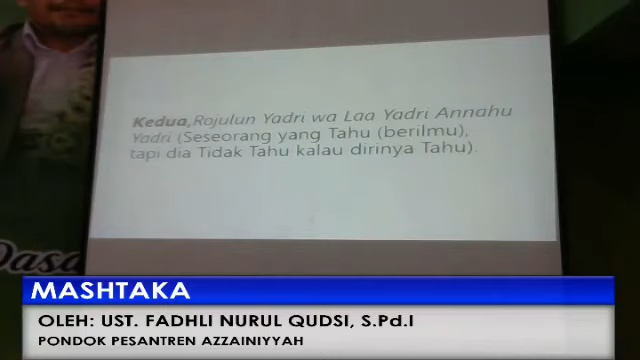 Kedua,Rojulun Yadri wa Laa Yadri Annahu
Yadri (Seseorang yang Tahu (berilmu),
tapi dia Tidak Tahu kalau dirinya Tahu).
Dasa
MASHTAKA
OLEH: UST. FADHLI NURUL QUDSI, S.Pd.I
PONDOK PESANTREN AZZAINIYYAH